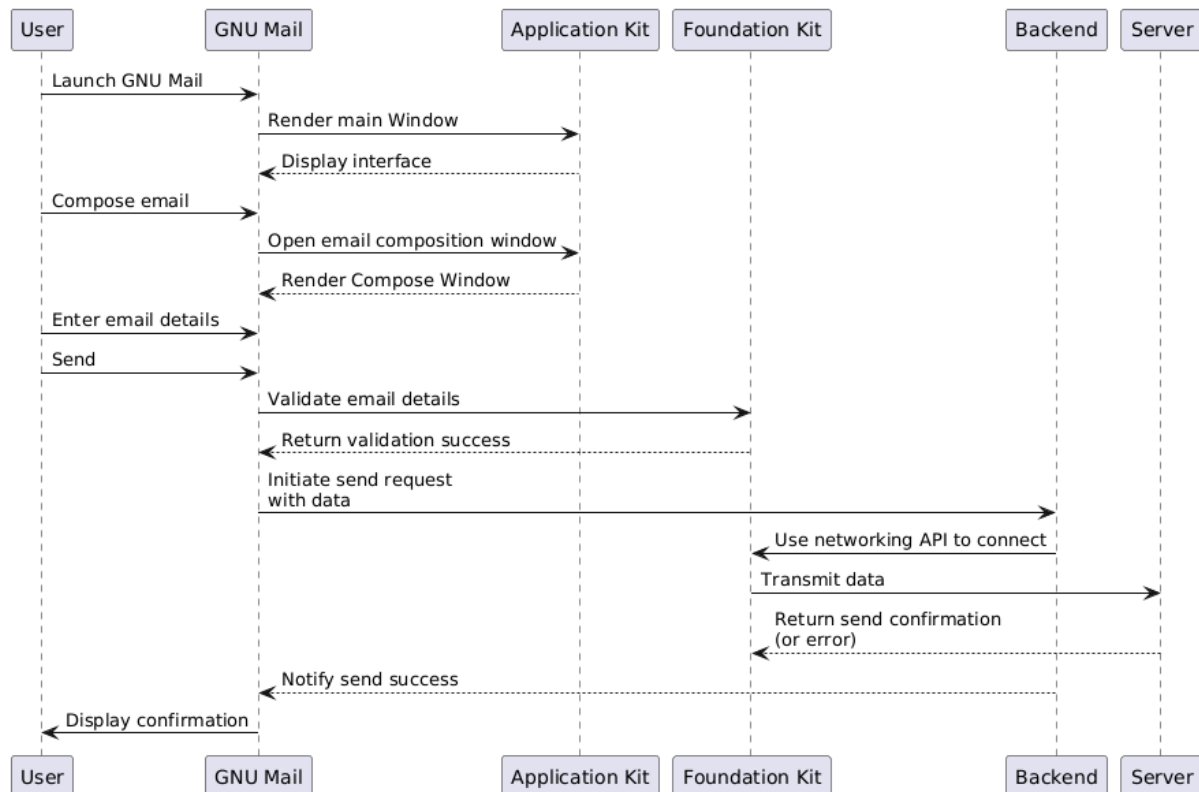 User GNU Mail Application Kit Foundation Kit Backend Server
Launch GNU Mail
Render main Window
Display interface
Compose email
Open email composition window
Render Compose Window
Enter email details
Send
Validate email details
Return validation success
Initiate send request
with data
Use networking API to connect
Transmit data
Return send confirmation
(or error)
Notify send success
Display confirmation
User GNU Mail Application Kit Foundation Kit Backend Server